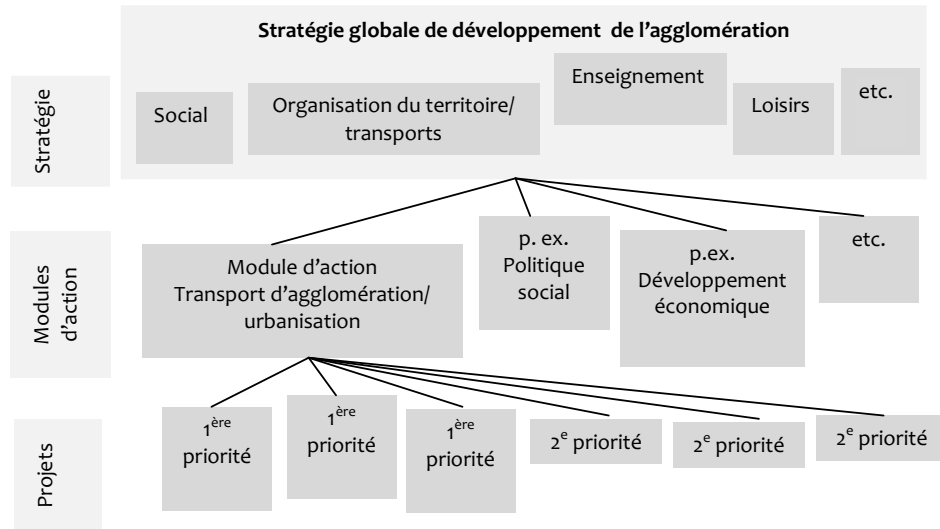 Stratégie globale de développement de l’agglomération
Stratégie
Social
Organisation du territoire/
transports
Enseignement
Loisirs
etc.
Modules
d’action
Module d’action
Transport d’agglomération/
urbanisation
p. ex.
Politique
social
p.ex.
Développement
économique
etc.
Projets
1ère
priorité
1ère
priorité
1ère
priorité
2e priorité
2e priorité
2e priorité